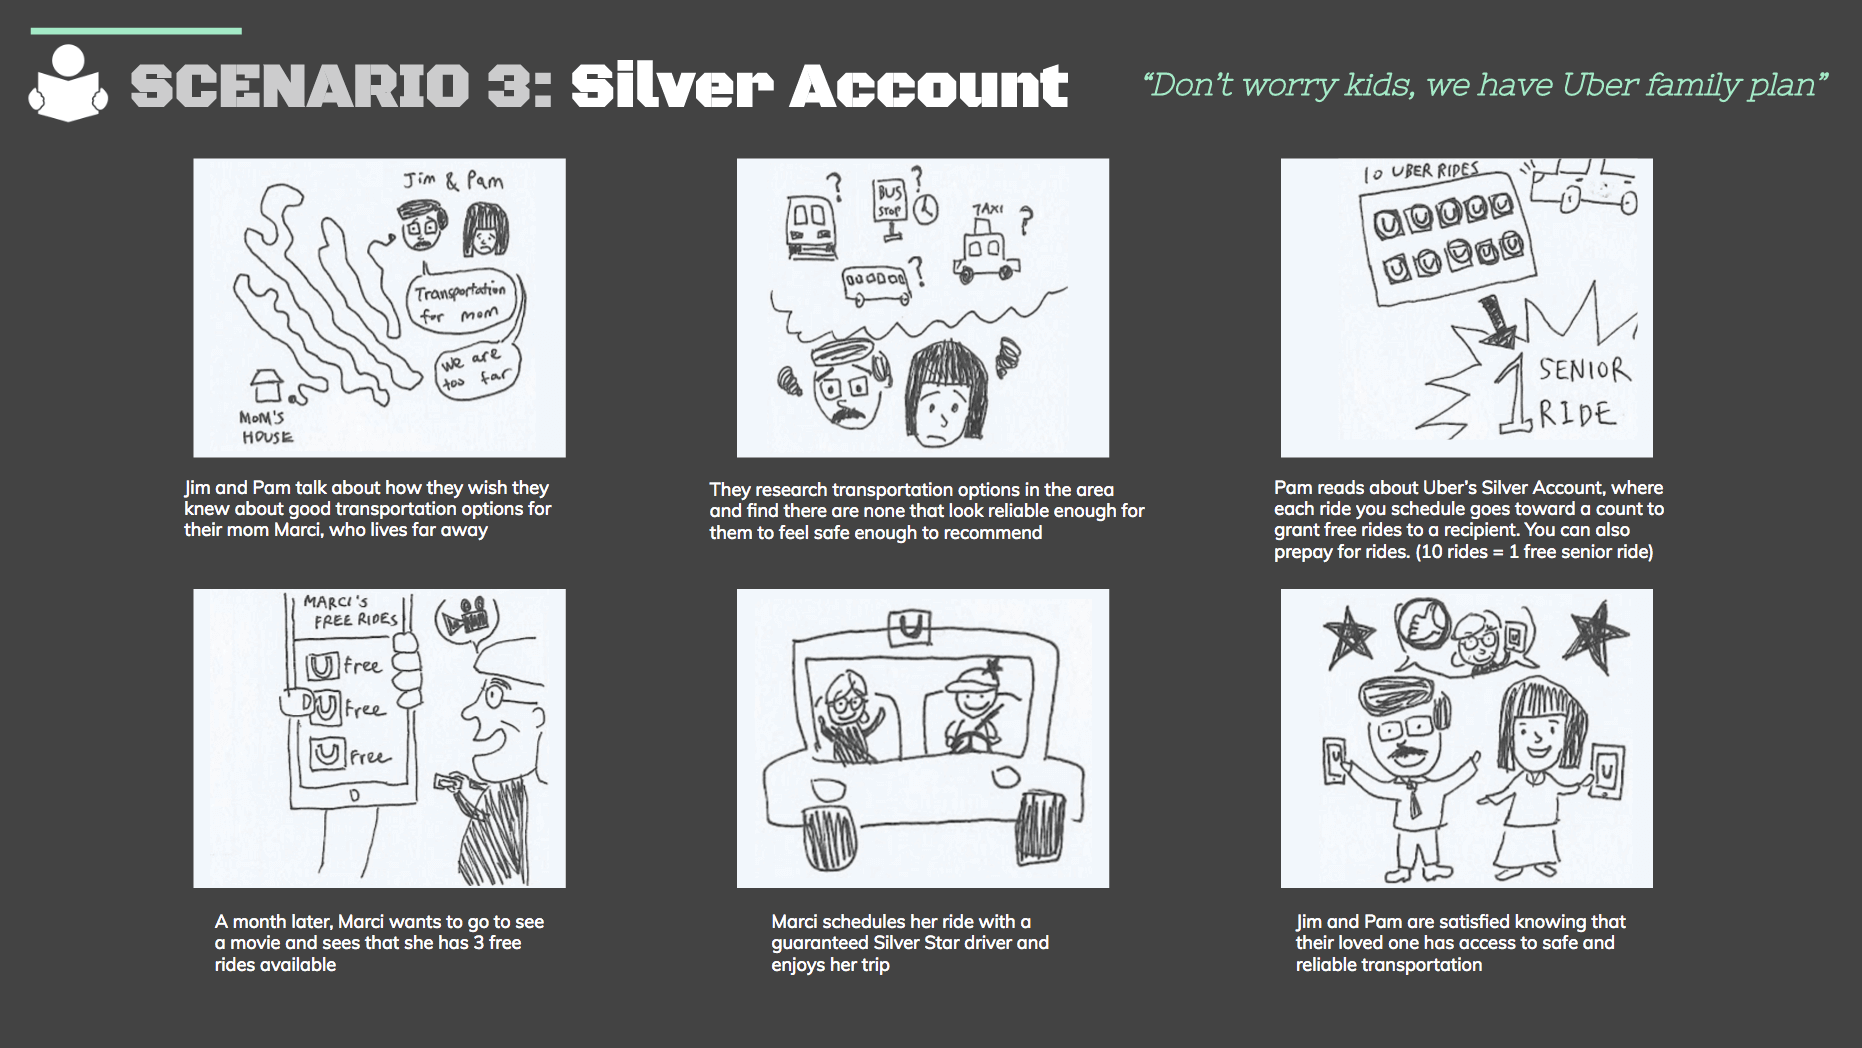 SCENARIO 3: Silver Account
“Don’t worry kids, we have Uber family plan”
Jim & Pam
Transportation
for mom
we are
too far
MOM'S
HOUSE
Jim and Pam talk about how they wish they
knew about good transportation options for
their mom Marci, who lives far away
?
BUS
STOP
?
TAXI
?
?
They research transportation options in the area
and find there are none that look reliable enough for
them to feel safe enough to recommend
10 UBER RIDES
U U U U U
U U U U U
1 SENIOR
RIDE
Pam reads about Uber’s Silver Account, where
each ride you schedule goes toward a count to
grant free rides to a recipient. You can also
prepay for rides. (10 rides = 1 free senior ride)
MARCI'S
FREE RIDES
U free
U free
U free
A month later, Marci wants to go to see
a movie and sees that she has 3 free
rides available
U
Marci schedules her ride with a
guaranteed Silver Star driver and
enjoys her trip
U
U
U
Jim and Pam are satisfied knowing that
their loved one has access to safe and
reliable transportation